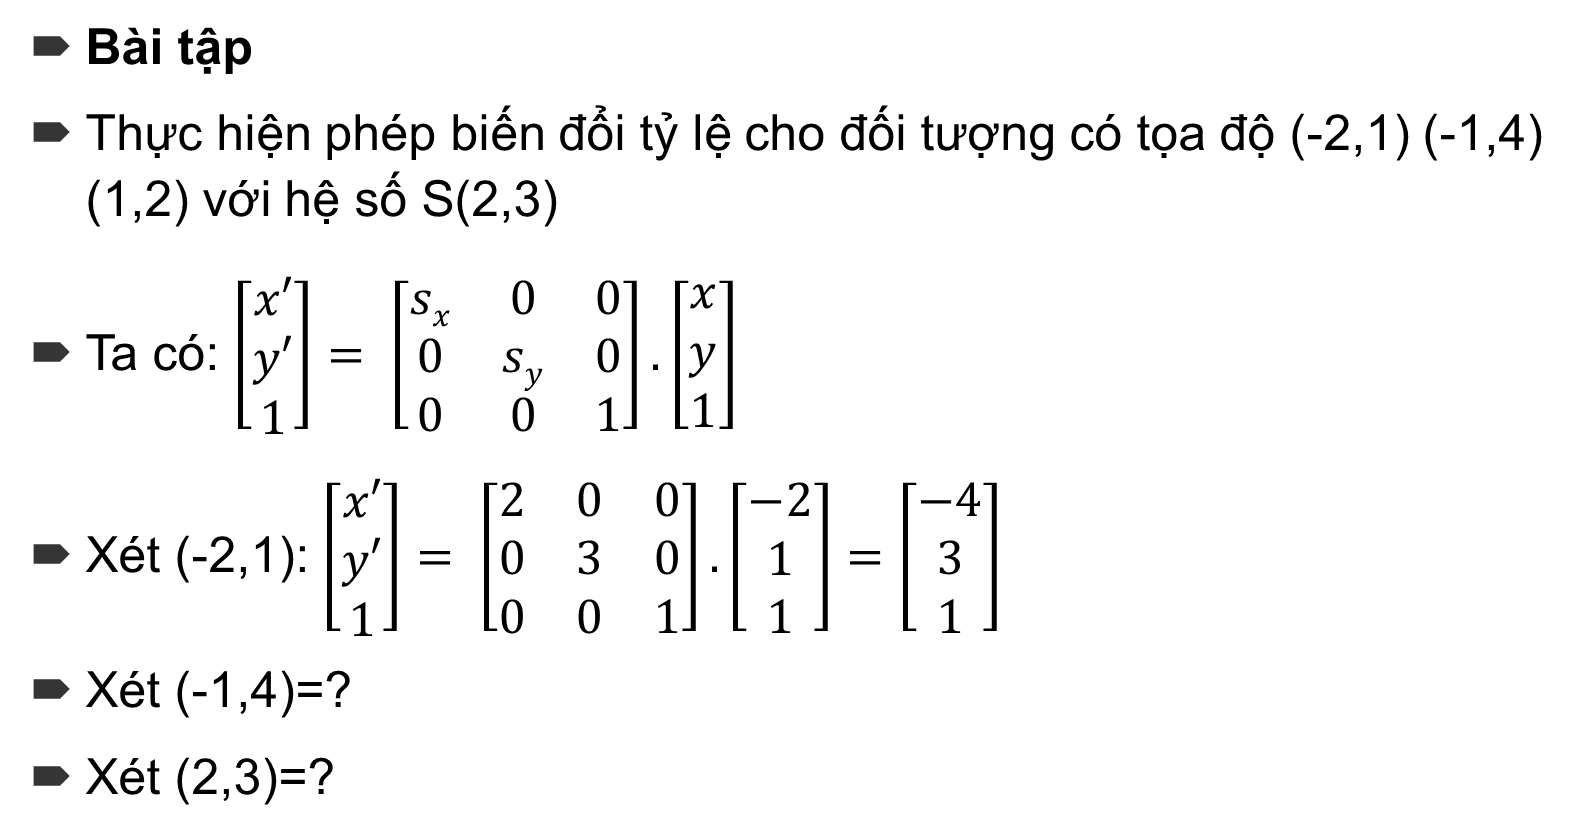 Bài tập
Thực hiện phép biến đổi tỷ lệ cho đối tượng có tọa độ (-2,1) (-1,4)
(1,2) với hệ số S(2,3)
Ta có: [x′ y′ 1] = [s_x 0 0; 0 s_y 0; 0 0 1] . [x y 1]
Xét (-2,1): [x′ y′ 1] = [2 0 0; 0 3 0; 0 0 1] . [−2 1 1] = [−4 3 1]
Xét (-1,4)=?
Xét (2,3)=?